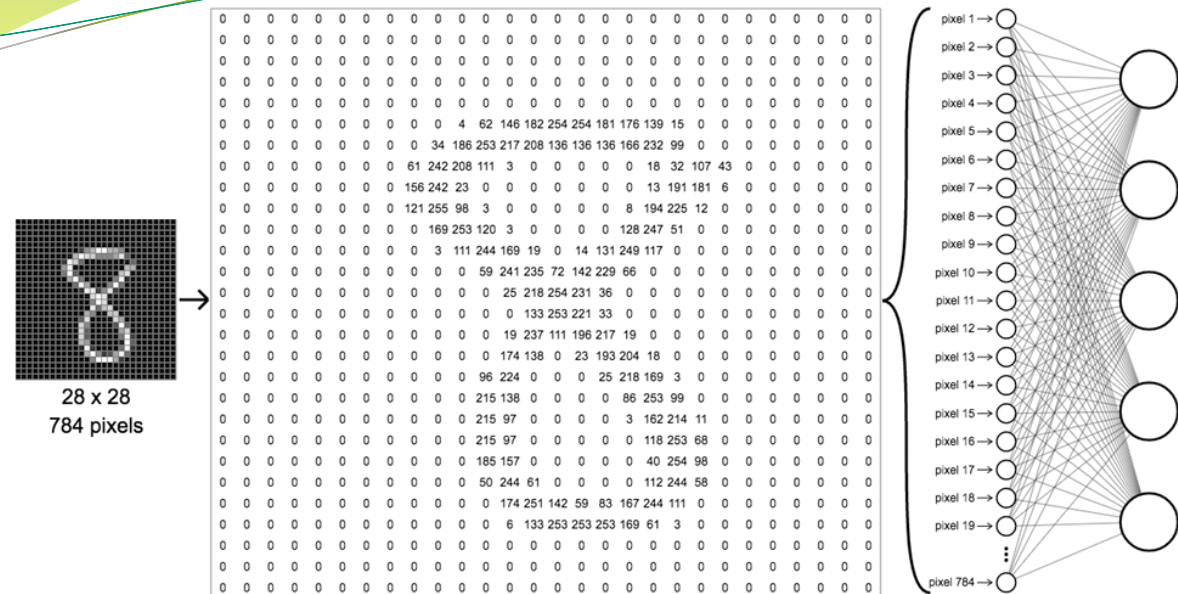 28 x 28
784 pixels
0 0 0 0 0 0 0 0 0 0 0 0 0 0 0 0 0 0 0 0 0 0 0 0 0 0 0 0
0 0 0 0 0 0 0 0 0 0 0 0 0 0 0 0 0 0 0 0 0 0 0 0 0 0 0 0
0 0 0 0 0 0 0 0 0 0 0 0 0 0 0 0 0 0 0 0 0 0 0 0 0 0 0 0
0 0 0 0 0 0 0 0 0 0 0 0 0 0 0 0 0 0 0 0 0 0 0 0 0 0 0 0
0 0 0 0 0 0 0 0 0 0 0 0 0 0 0 0 0 0 0 0 0 0 0 0 0 0 0 0
0 0 0 0 0 0 0 0 0 0 4 62 146 182 254 254 181 176 139 15 0 0 0 0 0 0 0 0
0 0 0 0 0 0 0 0 0 34 186 253 217 208 136 136 136 166 232 99 0 0 0 0 0 0 0 0
0 0 0 0 0 0 0 0 61 242 208 111 3 0 0 0 0 0 18 32 107 43 0 0 0 0 0 0
0 0 0 0 0 0 0 0 156 242 23 0 0 0 0 0 0 0 13 191 181 6 0 0 0 0 0 0
0 0 0 0 0 0 0 0 121 255 98 3 0 0 0 0 0 8 194 225 12 0 0 0 0 0 0 0
0 0 0 0 0 0 0 0 0 169 253 120 3 0 0 0 0 128 247 51 0 0 0 0 0 0 0 0
0 0 0 0 0 0 0 0 0 3 111 244 169 19 0 14 131 249 117 0 0 0 0 0 0 0 0 0
0 0 0 0 0 0 0 0 0 0 0 59 241 235 72 142 229 66 0 0 0 0 0 0 0 0 0 0
0 0 0 0 0 0 0 0 0 0 0 0 25 218 254 231 36 0 0 0 0 0 0 0 0 0 0 0
0 0 0 0 0 0 0 0 0 0 0 0 0 133 253 221 33 0 0 0 0 0 0 0 0 0 0 0
0 0 0 0 0 0 0 0 0 0 0 0 19 237 111 196 217 19 0 0 0 0 0 0 0 0 0 0
0 0 0 0 0 0 0 0 0 0 0 0 174 138 0 23 193 204 18 0 0 0 0 0 0 0 0 0
0 0 0 0 0 0 0 0 0 0 0 96 224 0 0 0 25 218 169 3 0 0 0 0 0 0 0 0
0 0 0 0 0 0 0 0 0 0 0 215 138 0 0 0 0 86 253 99 0 0 0 0 0 0 0 0
0 0 0 0 0 0 0 0 0 0 0 215 97 0 0 0 0 3 162 214 11 0 0 0 0 0 0 0
0 0 0 0 0 0 0 0 0 0 0 215 97 0 0 0 0 0 118 253 68 0 0 0 0 0 0 0
0 0 0 0 0 0 0 0 0 0 0 185 157 0 0 0 0 0 40 254 98 0 0 0 0 0 0 0
0 0 0 0 0 0 0 0 0 0 0 50 244 61 0 0 0 0 112 244 58 0 0 0 0 0 0 0
0 0 0 0 0 0 0 0 0 0 0 0 174 251 142 59 83 167 244 111 0 0 0 0 0 0 0 0
0 0 0 0 0 0 0 0 0 0 0 0 6 133 253 253 253 169 61 3 0 0 0 0 0 0 0 0
0 0 0 0 0 0 0 0 0 0 0 0 0 0 0 0 0 0 0 0 0 0 0 0 0 0 0 0
0 0 0 0 0 0 0 0 0 0 0 0 0 0 0 0 0 0 0 0 0 0 0 0 0 0 0 0
0 0 0 0 0 0 0 0 0 0 0 0 0 0 0 0 0 0 0 0 0 0 0 0 0 0 0 0
pixel 1
pixel 2
pixel 3
pixel 4
pixel 5
pixel 6
pixel 7
pixel 8
pixel 9
pixel 10
pixel 11
pixel 12
pixel 13
pixel 14
pixel 15
pixel 16
pixel 17
pixel 18
pixel 19
pixel 784